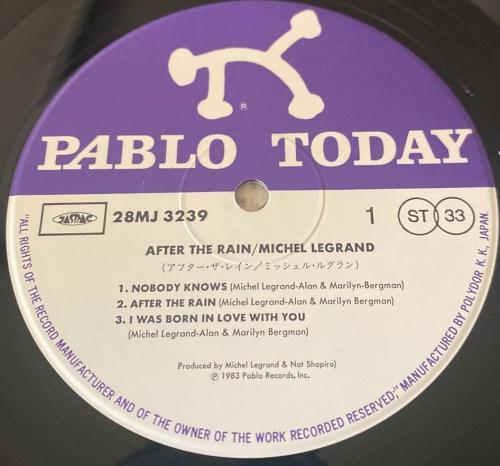 ®
PABLO TODAY
JASRAC
28MJ 3239
1
ST 33
AFTER THE RAIN/MICHEL LEGRAND
(アフター・ザ・レイン/ミッシェル・ルグラン)
1. NOBODY KNOWS (Michel Legrand-Alan & Marilyn-Bergman)
2. AFTER THE RAIN (Michel Legrand-Alan & Marilyn-Bergman)
3. I WAS BORN IN LOVE WITH YOU
(Michel Legrand-Alan & Marilyn Bergman)
Produced by Michel Legrand & Nat Shapiro)
℗ 1983 Pablo Records, Inc.
"ALL RIGHTS OF THE RECORD MANUFACTURER AND OF THE OWNER OF THE WORK RECORDED RESERVED;" MANUFACTURED BY POLYDOR K. K., JAPAN.